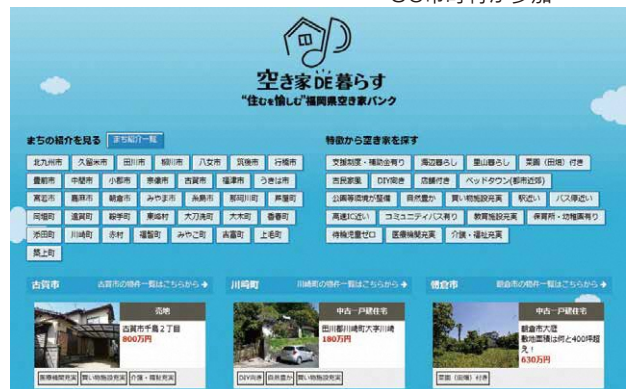 市町村が参加
空き家DE暮らす
"住むを愉しむ"福岡県空き家バンク
まちの紹介を見る まち紹介一覧
北九州市 久留米市 田川市 柳川市 八女市 筑後市 行橋市
豊前市 中間市 小郡市 宗像市 古賀市 福津市 うきは市
宮若市 嘉麻市 朝倉市 みやま市 糸島市 那珂川町 芦屋町
岡垣町 遠賀町 鞍手町 東峰村 大刀洗町 大木町 香春町
添田町 川崎町 赤村 福智町 みやこ町 吉富町 上毛町
築上町
特徴から空き家を探す
支援制度・補助金有り 海辺暮らし 里山暮らし 菜園（田畑）付き
古民家風 DIY向き 店舗付き ベッドタウン(都市近郊)
公園等環境が整備 自然豊か 買い物施設充実 駅近い バス停近い
高速IC近い コミュニティバス有り 教育施設充実 保育所・幼稚園有り
待機児童ゼロ 医療機関充実 介護・福祉充実
古賀市 古賀市の物件一覧はこちらから
売地
古賀市千鳥2丁目
800万円
医療機関充実 買い物施設充実 介護・福祉充実
川崎町 川崎町の物件一覧はこちらから
中古一戸建住宅
田川郡川崎町大字川崎
180万円
DIY向き 自然豊か 買い物施設充実
朝倉市 朝倉市の物件一覧はこちらから
中古一戸建住宅
朝倉市大庭
敷地面積は何と400坪超
え！
630万円
菜園（田畑）付き